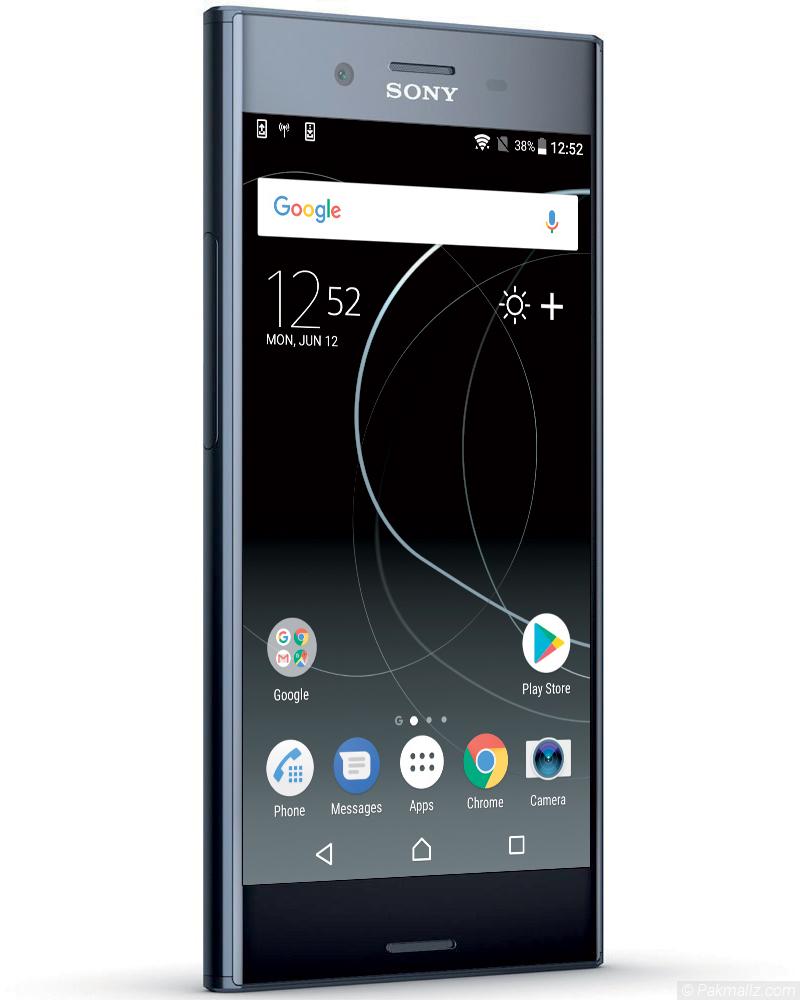 SONY
38% 12:52
Google
12 52
MON, JUN 12
Google
Play Store
G
Phone
Messages
Apps
Chrome
Camera
© Pakmallz.com